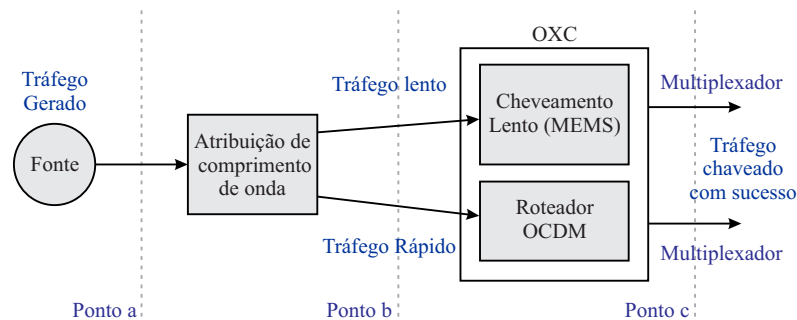 OXC
Tráfego
Gerado
Fonte
Atribuição de
comprimento
de onda
Tráfego lento
Tráfego Rápido
Cheveamento
Lento (MEMS)
Roteador
OCDM
Multiplexador
Tráfego
chaveado
com sucesso
Multiplexador
Ponto a
Ponto b
Ponto c